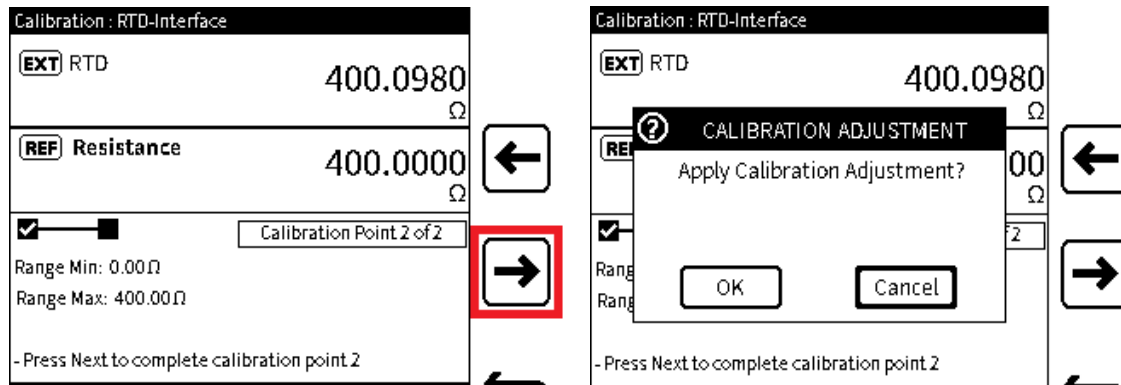 Calibration : RTD-Interface
EXT RTD
400.0980
Ω
REF Resistance
400.0000
Ω
Calibration Point 2 of 2
Range Min: 0.00Ω
Range Max: 400.00Ω
- Press Next to complete calibration point 2
Calibration : RTD-Interface
EXT RTD
400.0980
Ω
CALIBRATION ADJUSTMENT
00
Apply Calibration Adjustment?
Ω
2
OK Cancel
- Press Next to complete calibration point 2